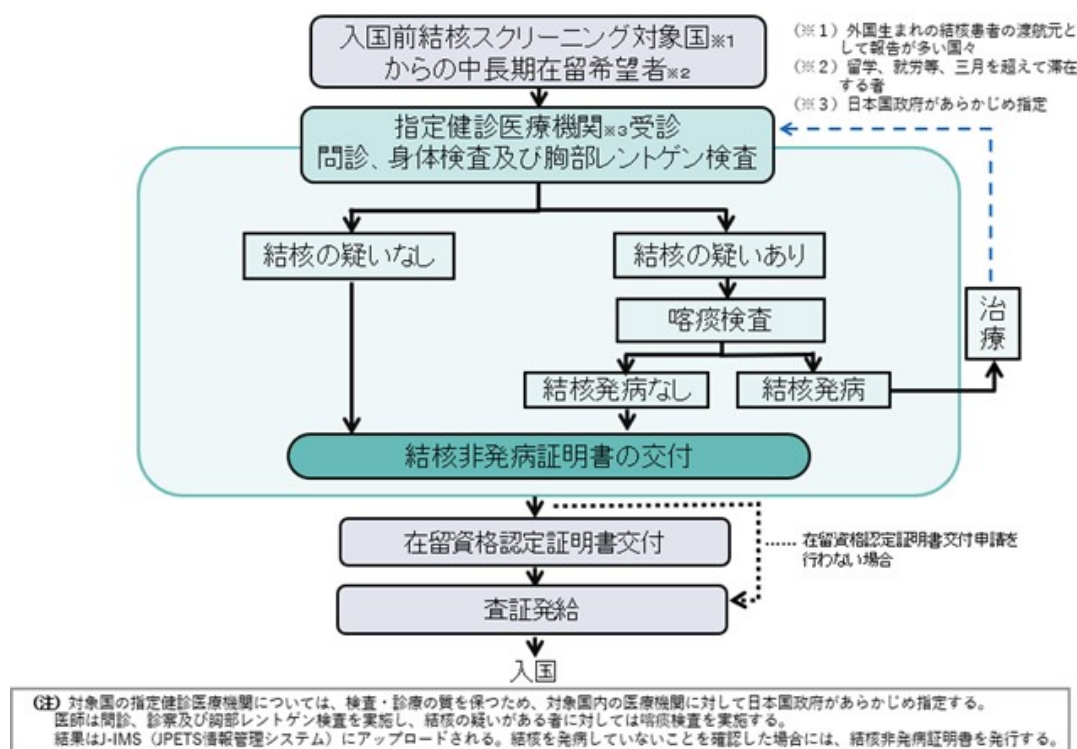 入国前結核スクリーニング対象国※1
からの中長期在留希望者※2
(※1)外国生まれの結核患者の渡航元と
して報告が多い国々
(※2)留学、就労等、三月を超えて滞在
する者
(※3)日本国政府があらかじめ指定
指定健診医療機関※3受診
問診、身体検査及び胸部レントゲン検査
結核の疑いなし
結核の疑いあり
喀痰検査
治療
結核発病なし
結核発病
結核非発病証明書の交付
在留資格認定証明書交付
…… 在留資格認定証明書交付申請を
行わない場合
査証発給
入国
(注)対象国の指定健診医療機関については、検査・診療の質を保つため、対象国内の医療機関に対して日本国政府があらかじめ指定する。
医師は問診、診察及び胸部レントゲン検査を実施し、結核の疑いがある者に対しては喀痰検査を実施する。
結果はJ-IMS(JPETS情報管理システム)にアップロードされる。結核を発病していないことを確認した場合には、結核非発病証明書を発行する。